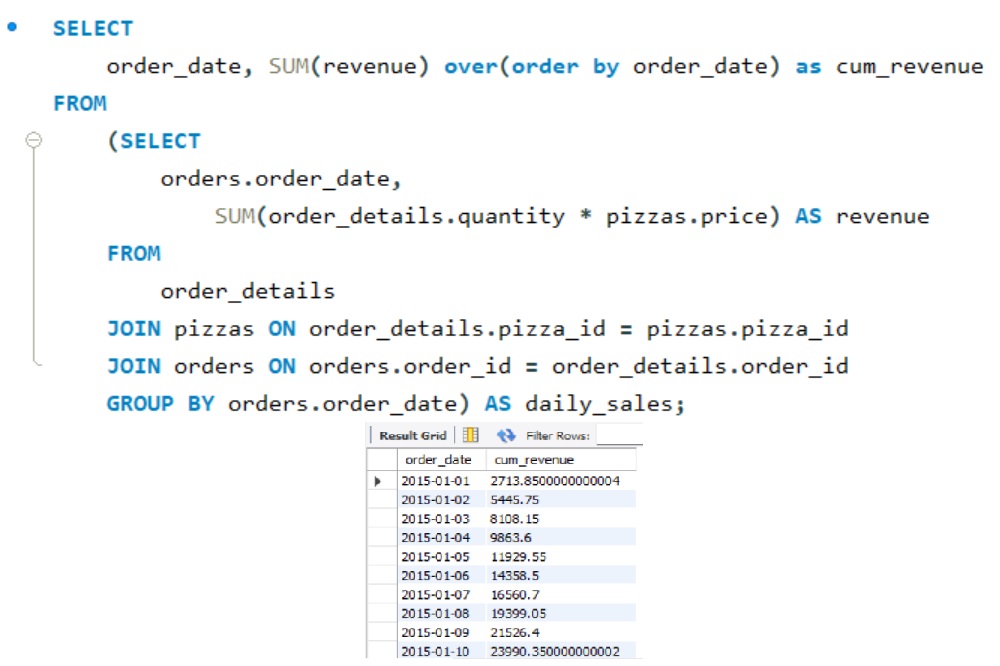 SELECT
order_date, SUM(revenue) over(order by order_date) as cum_revenue
FROM
(SELECT
orders.order_date,
SUM(order_details.quantity * pizzas.price) AS revenue
FROM
order_details
JOIN pizzas ON order_details.pizza_id = pizzas.pizza_id
JOIN orders ON orders.order_id = order_details.order_id
GROUP BY orders.order_date) AS daily_sales;
Result Grid Filter Rows:
order_date cum_revenue
2015-01-01 2713.8500000000004
2015-01-02 5445.75
2015-01-03 8108.15
2015-01-04 9863.6
2015-01-05 11929.55
2015-01-06 14358.5
2015-01-07 16560.7
2015-01-08 19399.05
2015-01-09 21526.4
2015-01-10 23990.350000000002